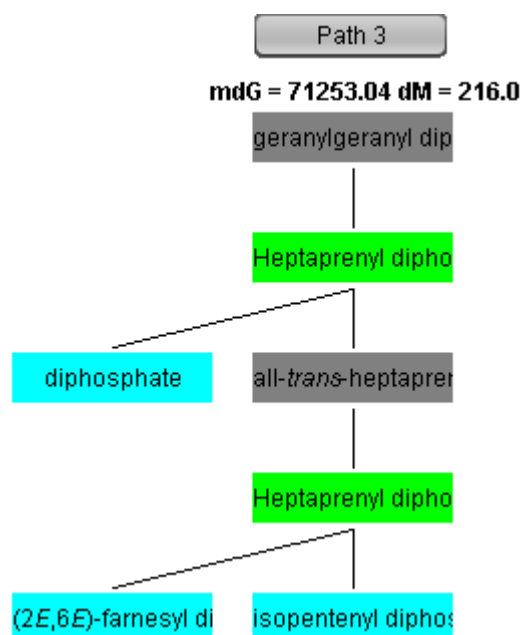 Path 3
mdG = 71253.04 dM = 216.0
geranylgeranyl dip
Heptaprenyl dipho
diphosphate
all-trans-heptapren
Heptaprenyl dipho
(2E,6E)-farnesyl di
isopentenyl diphos